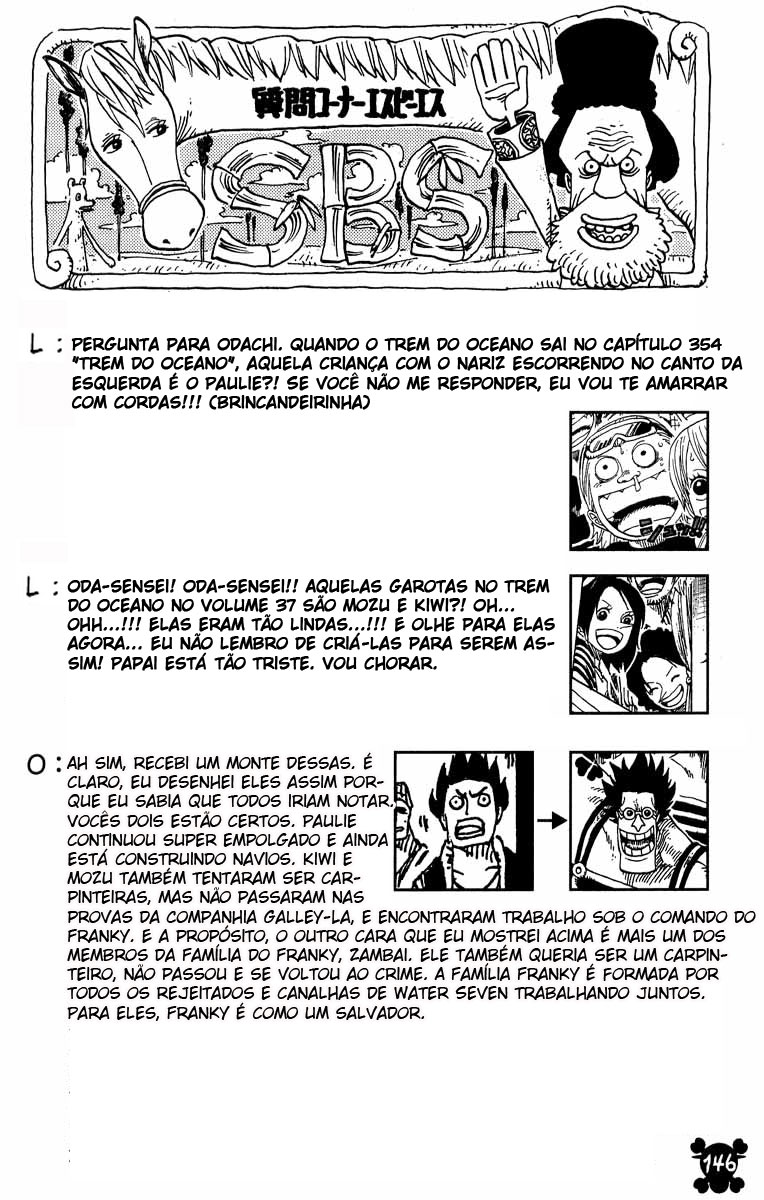 質問コーナーエスビーエス
SBS
L: PERGUNTA PARA ODACHI. QUANDO O TREM DO OCEANO SAI NO CAPÍTULO 354
"TREM DO OCEANO", AQUELA CRIANÇA COM O NARIZ ESCORRENDO NO CANTO DA
ESQUERDA É O PAULIE?! SE VOCÊ NÃO ME RESPONDER, EU VOU TE AMARRAR
COM CORDAS!!! (BRINCANDEIRINHA)
L: ODA-SENSEI! ODA-SENSEI!! AQUELAS GAROTAS NO TREM
DO OCEANO NO VOLUME 37 SÃO MOZU E KIWI?! OH...
OHH...!!! ELAS ERAM TÃO LINDAS...!!! E OLHE PARA ELAS
AGORA... EU NÃO LEMBRO DE CRIÁ-LAS PARA SEREM AS-
SIM! PAPAI ESTÁ TÃO TRISTE. VOU CHORAR.
O: AH SIM, RECEBI UM MONTE DESSAS. É
CLARO, EU DESENHEI ELES ASSIM POR-
QUE EU SABIA QUE TODOS IRIAM NOTAR.
VOCÊS DOIS ESTÃO CERTOS. PAULIE
CONTINUOU SUPER EMPOLGADO E AINDA
ESTÁ CONSTRUINDO NAVIOS. KIWI E
MOZU TAMBÉM TENTARAM SER CAR-
PINTEIRAS, MAS NÃO PASSARAM NAS
PROVAS DA COMPANHIA GALLEY-LA, E ENCONTRARAM TRABALHO SOB O COMANDO DO
FRANKY. E A PROPÓSITO, O OUTRO CARA QUE EU MOSTREI ACIMA É MAIS UM DOS
MEMBROS DA FAMÍLIA DO FRANKY, ZAMBAI. ELE TAMBÉM QUERIA SER UM CARPIN-
TEIRO, NÃO PASSOU E SE VOLTOU AO CRIME. A FAMÍLIA FRANKY É FORMADA POR
TODOS OS REJEITADOS E CANALHAS DE WATER SEVEN TRABALHANDO JUNTOS.
PARA ELES, FRANKY É COMO UM SALVADOR.
146